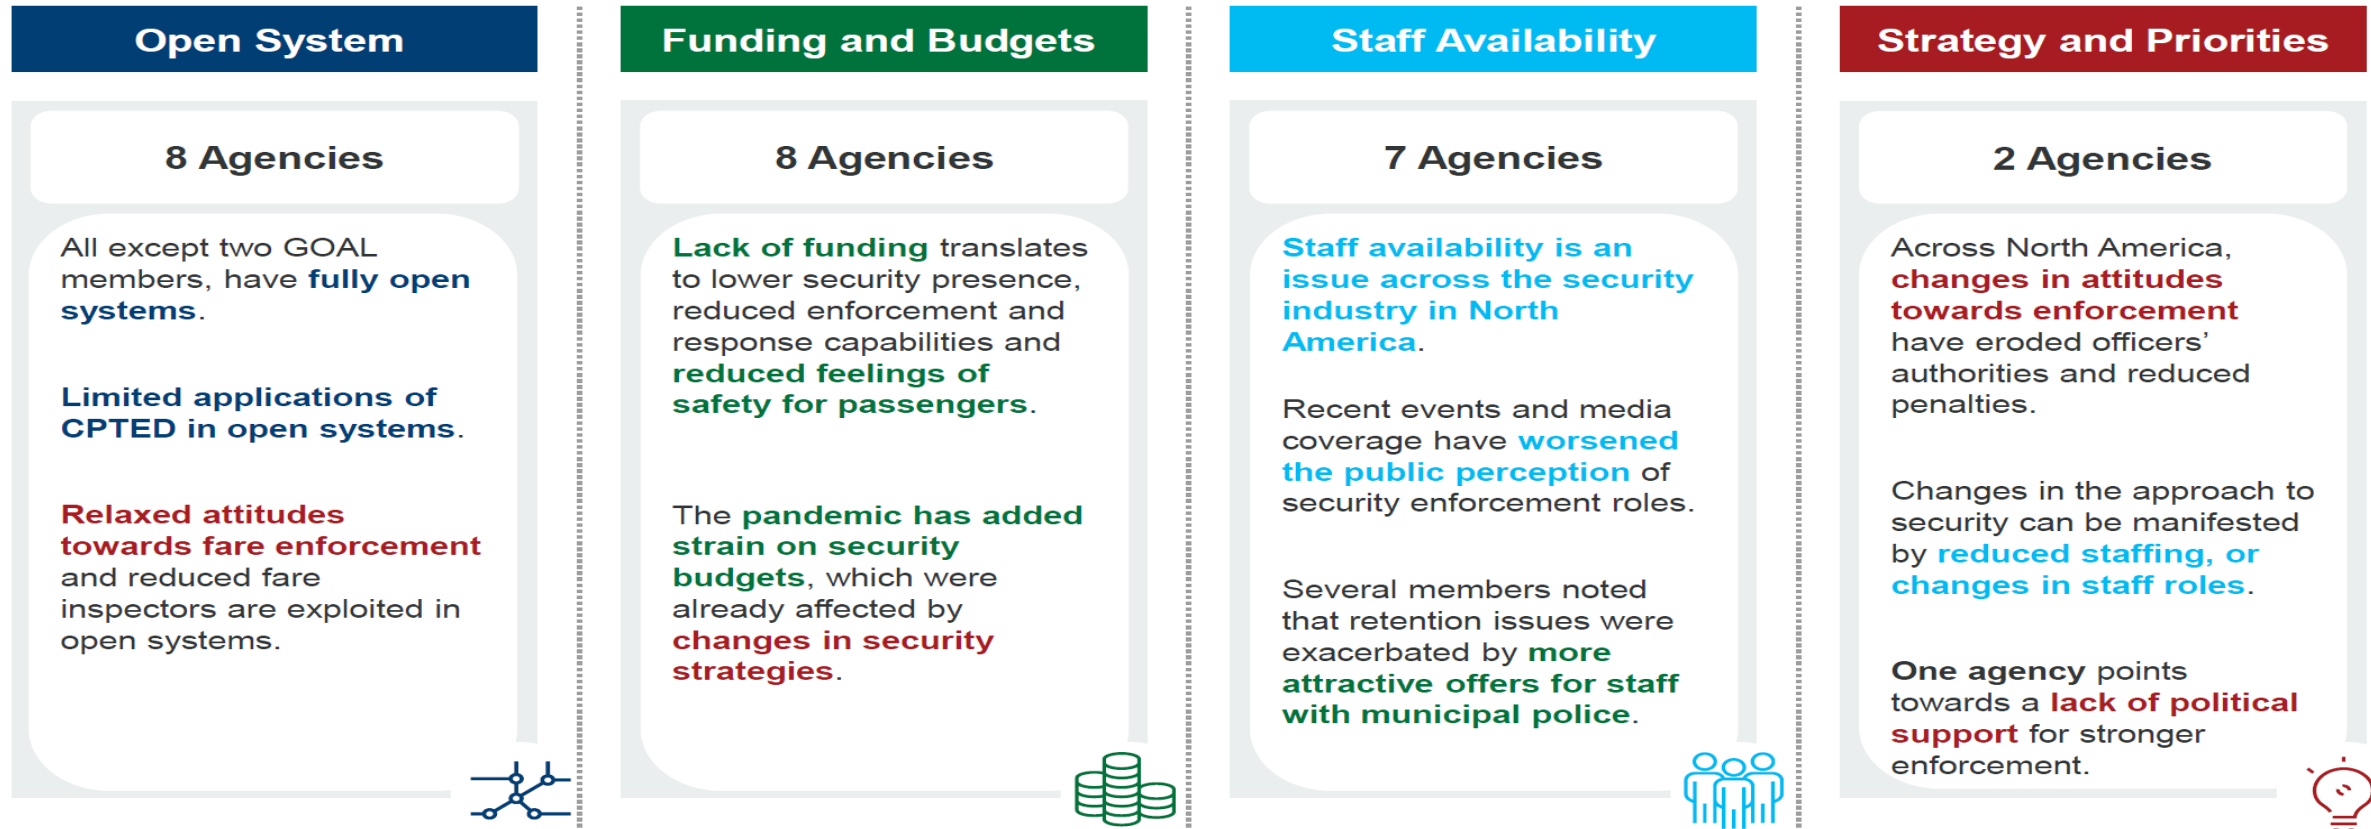 Open System
8 Agencies
All except two GOAL
members, have fully open
systems.
Limited applications of
CPTED in open systems.
Relaxed attitudes
towards fare enforcement
and reduced fare
inspectors are exploited in
open systems.
Funding and Budgets
8 Agencies
Lack of funding translates
to lower security presence,
reduced enforcement and
response capabilities and
reduced feelings of
safety for passengers.
The pandemic has added
strain on security
budgets, which were
already affected by
changes in security
strategies.
Staff Availability
7 Agencies
Staff availability is an
issue across the security
industry in North
America.
Recent events and media
coverage have worsened
the public perception of
security enforcement roles.
Several members noted
that retention issues were
exacerbated by more
attractive offers for staff
with municipal police.
Strategy and Priorities
2 Agencies
Across North America,
changes in attitudes
towards enforcement
have eroded officers’
authorities and reduced
penalties.
Changes in the approach to
security can be manifested
by reduced staffing, or
changes in staff roles.
One agency points
towards a lack of political
support for stronger
enforcement.